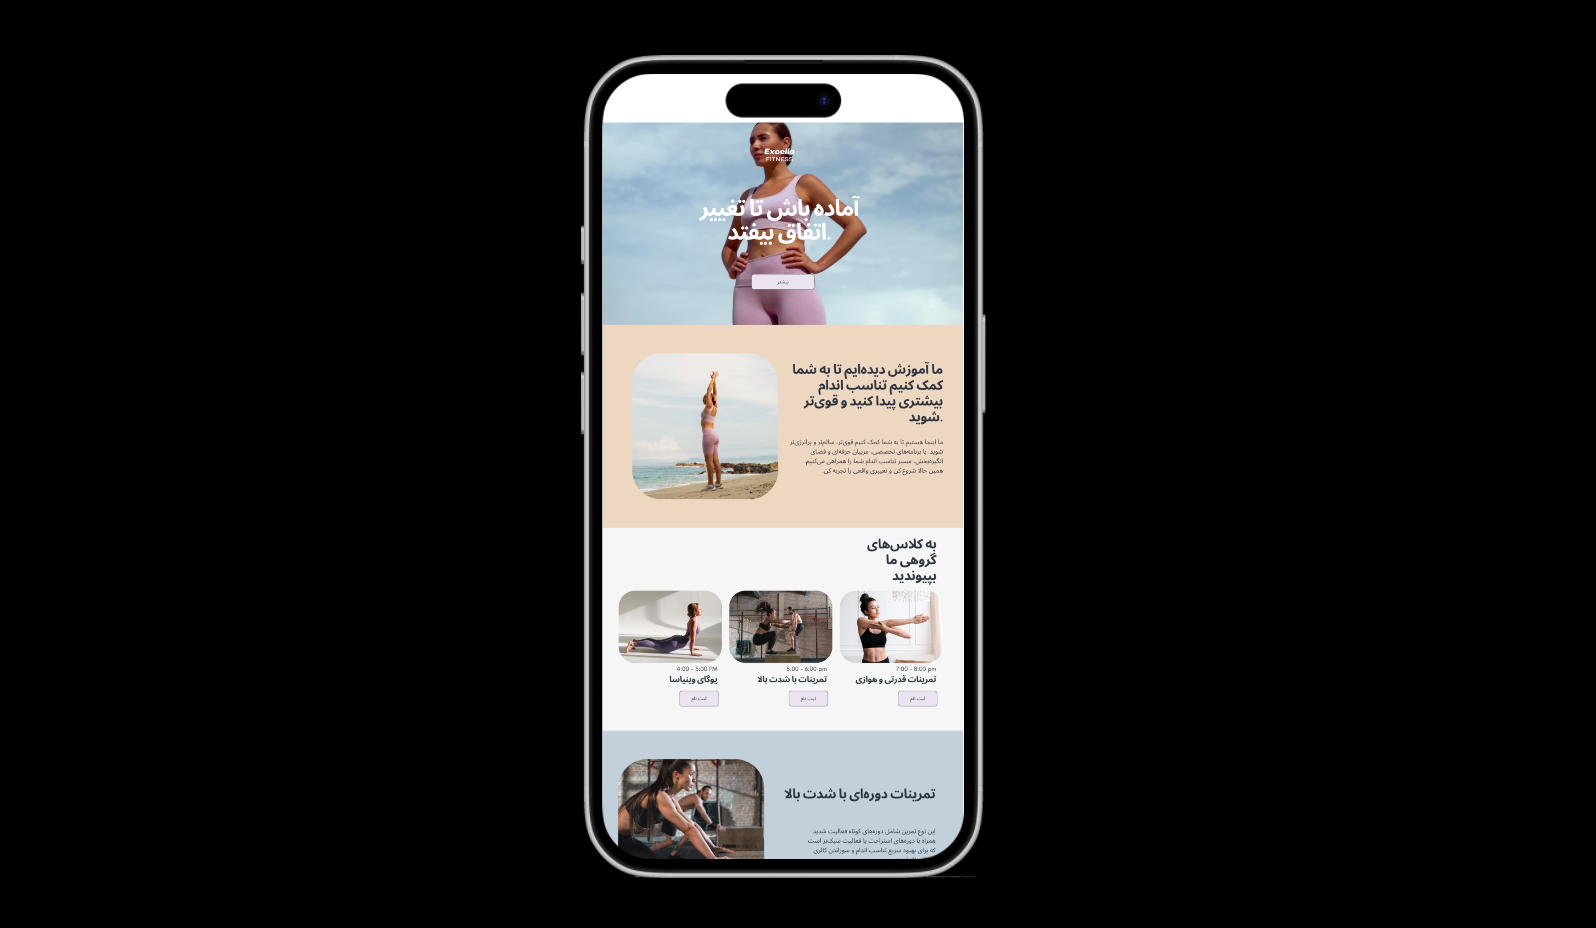 Excella
FITNESS
آماده باش تا تغییر
اتفاق بیفتد.
بیشتر
ما آموزش دیده‌ایم تا به شما
کمک کنیم تناسب اندام
بیشتری پیدا کنید و قوی‌تر
شوید.
ما اینجا هستیم تا به شما کمک کنیم قوی‌تر، سالم‌تر و پرانرژی‌تر
شوید. با برنامه‌های تخصصی، مربیان حرفه‌ای و فضای
انگیزه‌بخش، مسیر تناسب اندام شما را همراهی می‌کنیم.
همین حالا شروع کن و تغییری واقعی را تجربه کن.
به کلاس‌های
گروهی ما
بپیوندید
7:00 - 8:00 pm
تمرینات قدرتی و هوازی
ثبت نام
5:00 - 6:00 pm
تمرینات با شدت بالا
ثبت نام
4:00 - 5:00 PM
یوگای وینیاسا
ثبت نام
تمرینات دوره‌ای با شدت بالا
این نوع تمرین شامل دوره‌های کوتاه فعالیت شدید
همراه با دوره‌های استراحت یا فعالیت سبک‌تر است
که برای بهبود سریع تناسب اندام و سوزاندن کالری